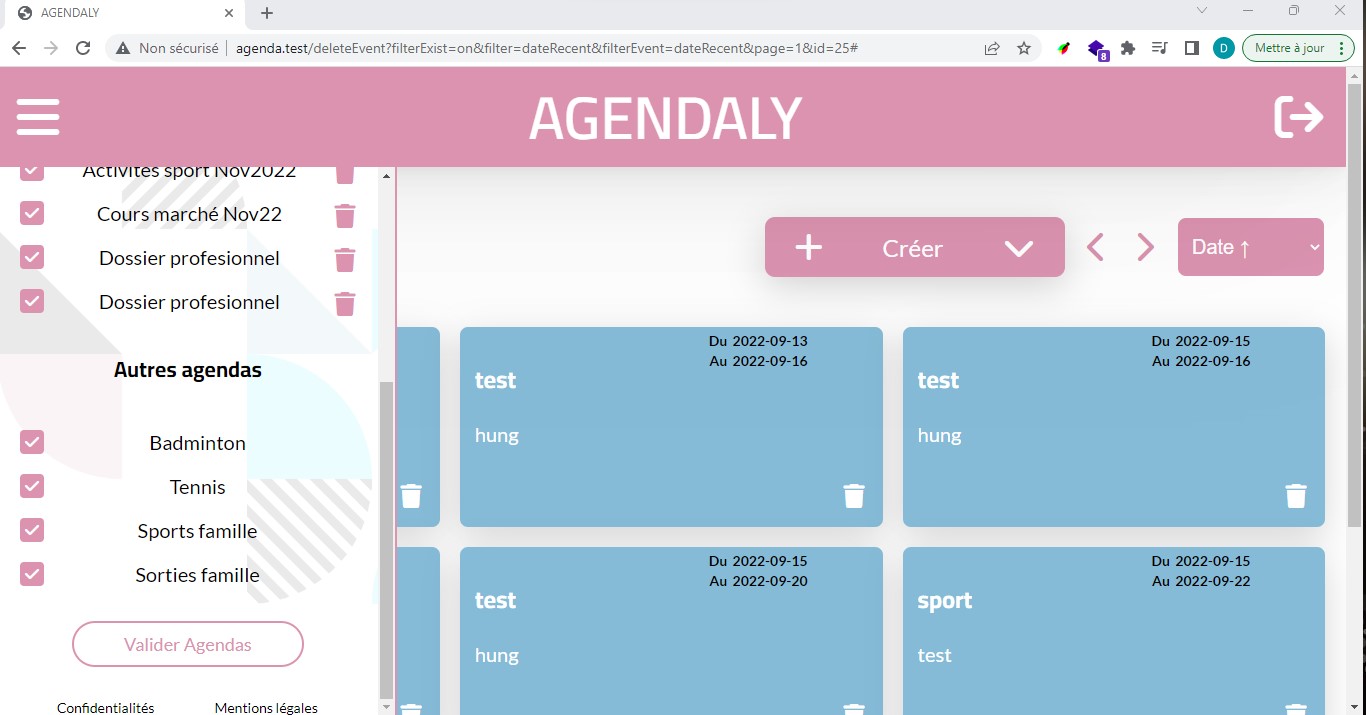 AGENDALY
Non sécurisé
agenda.test/deleteEvent?filterExist=on&filter=dateRecent&filterEvent=dateRecent&page=1&id=25#
8
D
Mettre à jour
AGENDALY
Activités sport Nov2022
Cours marché Nov22
Dossier profesionnel
Dossier profesionnel
Autres agendas
Badminton
Tennis
Sports famille
Sorties famille
Valider Agendas
Confidentialités
Mentions légales
Créer
Date ↑
Du 2022-09-13
Au 2022-09-16
test
hung
Du 2022-09-15
Au 2022-09-16
test
hung
Du 2022-09-15
Au 2022-09-20
test
hung
Du 2022-09-15
Au 2022-09-22
sport
test